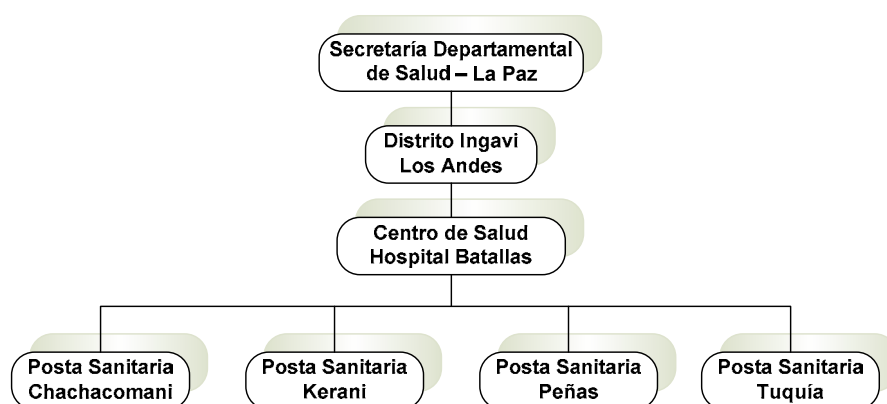 Secretaría Departamental
de Salud – La Paz
Distrito Ingavi
Los Andes
Centro de Salud
Hospital Batallas
Posta Sanitaria
Chachacomani
Posta Sanitaria
Kerani
Posta Sanitaria
Peñas
Posta Sanitaria
Tuquía